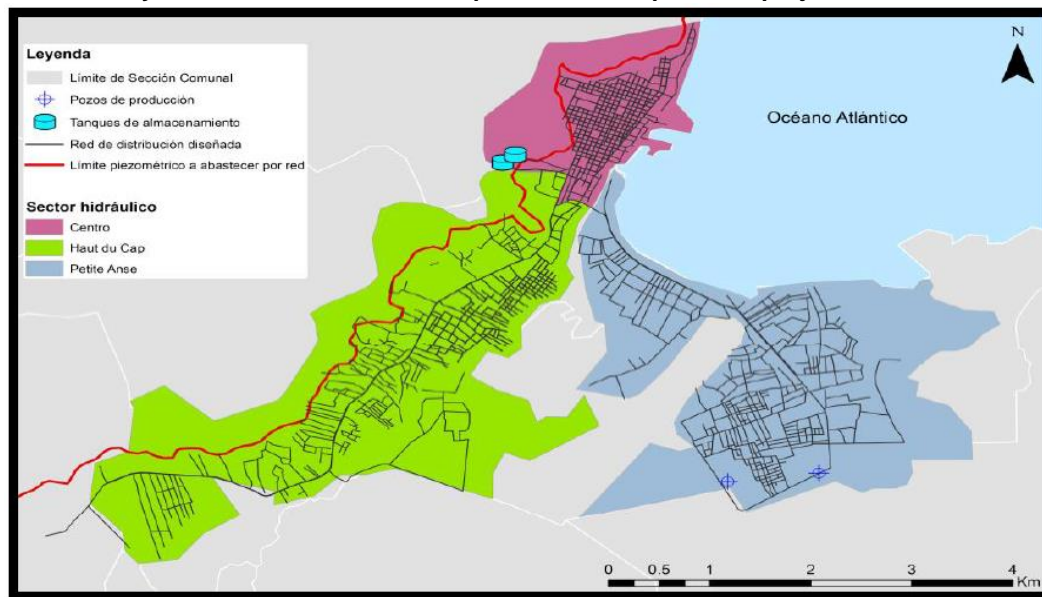 Leyenda
Límite de Sección Comunal
Pozos de producción
Tanques de almacenamiento
Red de distribución diseñada
Límite piezométrico a abastecer por red
Sector hidráulico
Centro
Haut du Cap
Petite Anse
N
Océano Atlántico
0 0.5 1 2 3 4
Km